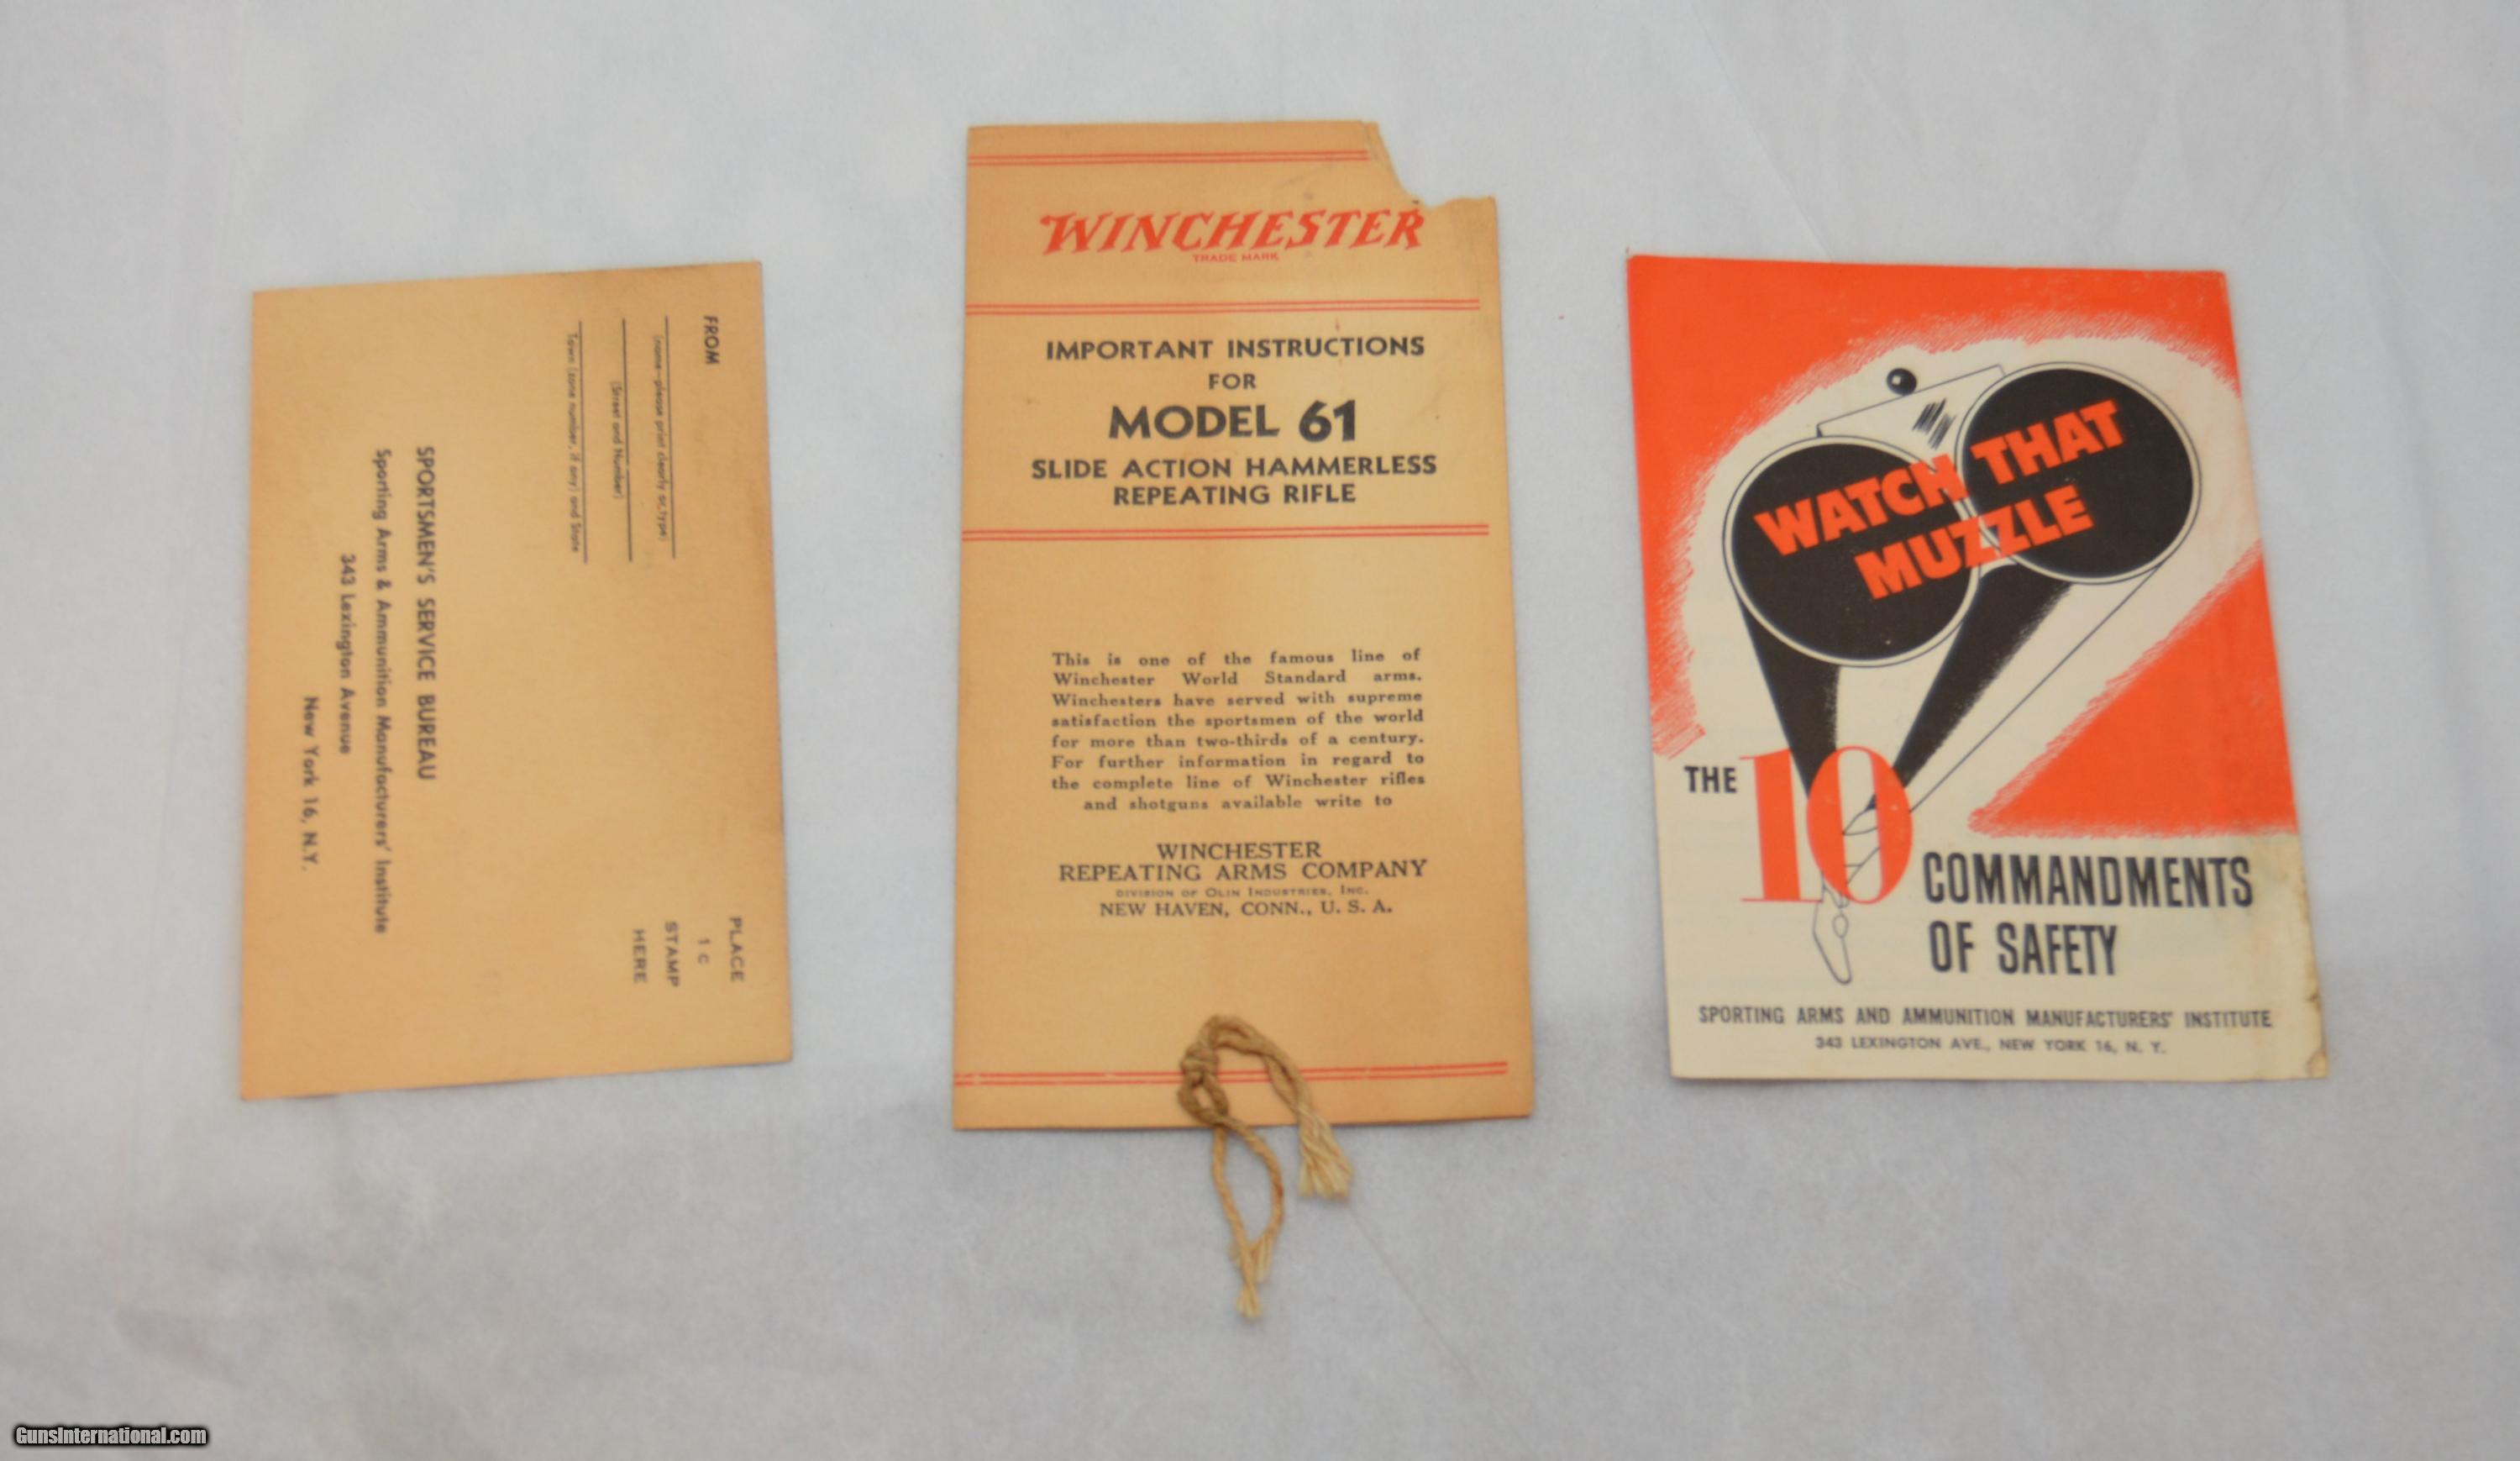 FROM
(name—please print clearly or type)
(Street and Number)
Town (zone number, if any) and State
PLACE
1 C
STAMP
HERE
SPORTSMEN'S SERVICE BUREAU
Sporting Arms & Ammunition Manufacturers' Institute
343 Lexington Avenue
New York 16, N.Y.
WINCHESTER
TRADE MARK
IMPORTANT INSTRUCTIONS
FOR
MODEL 61
SLIDE ACTION HAMMERLESS
REPEATING RIFLE
This is one of the famous line of
Winchester World Standard arms.
Winchesters have served with supreme
satisfaction the sportsmen of the world
for more than two-thirds of a century.
For further information in regard to
the complete line of Winchester rifles
and shotguns available write to
WINCHESTER
REPEATING ARMS COMPANY
DIVISION OF OLIN INDUSTRIES, INC.
NEW HAVEN, CONN., U. S. A.
WATCH THAT
MUZZLE
THE 10
COMMANDMENTS
OF SAFETY
SPORTING ARMS AND AMMUNITION MANUFACTURERS' INSTITUTE
343 LEXINGTON AVE., NEW YORK 16, N. Y.
GunsInternational.com